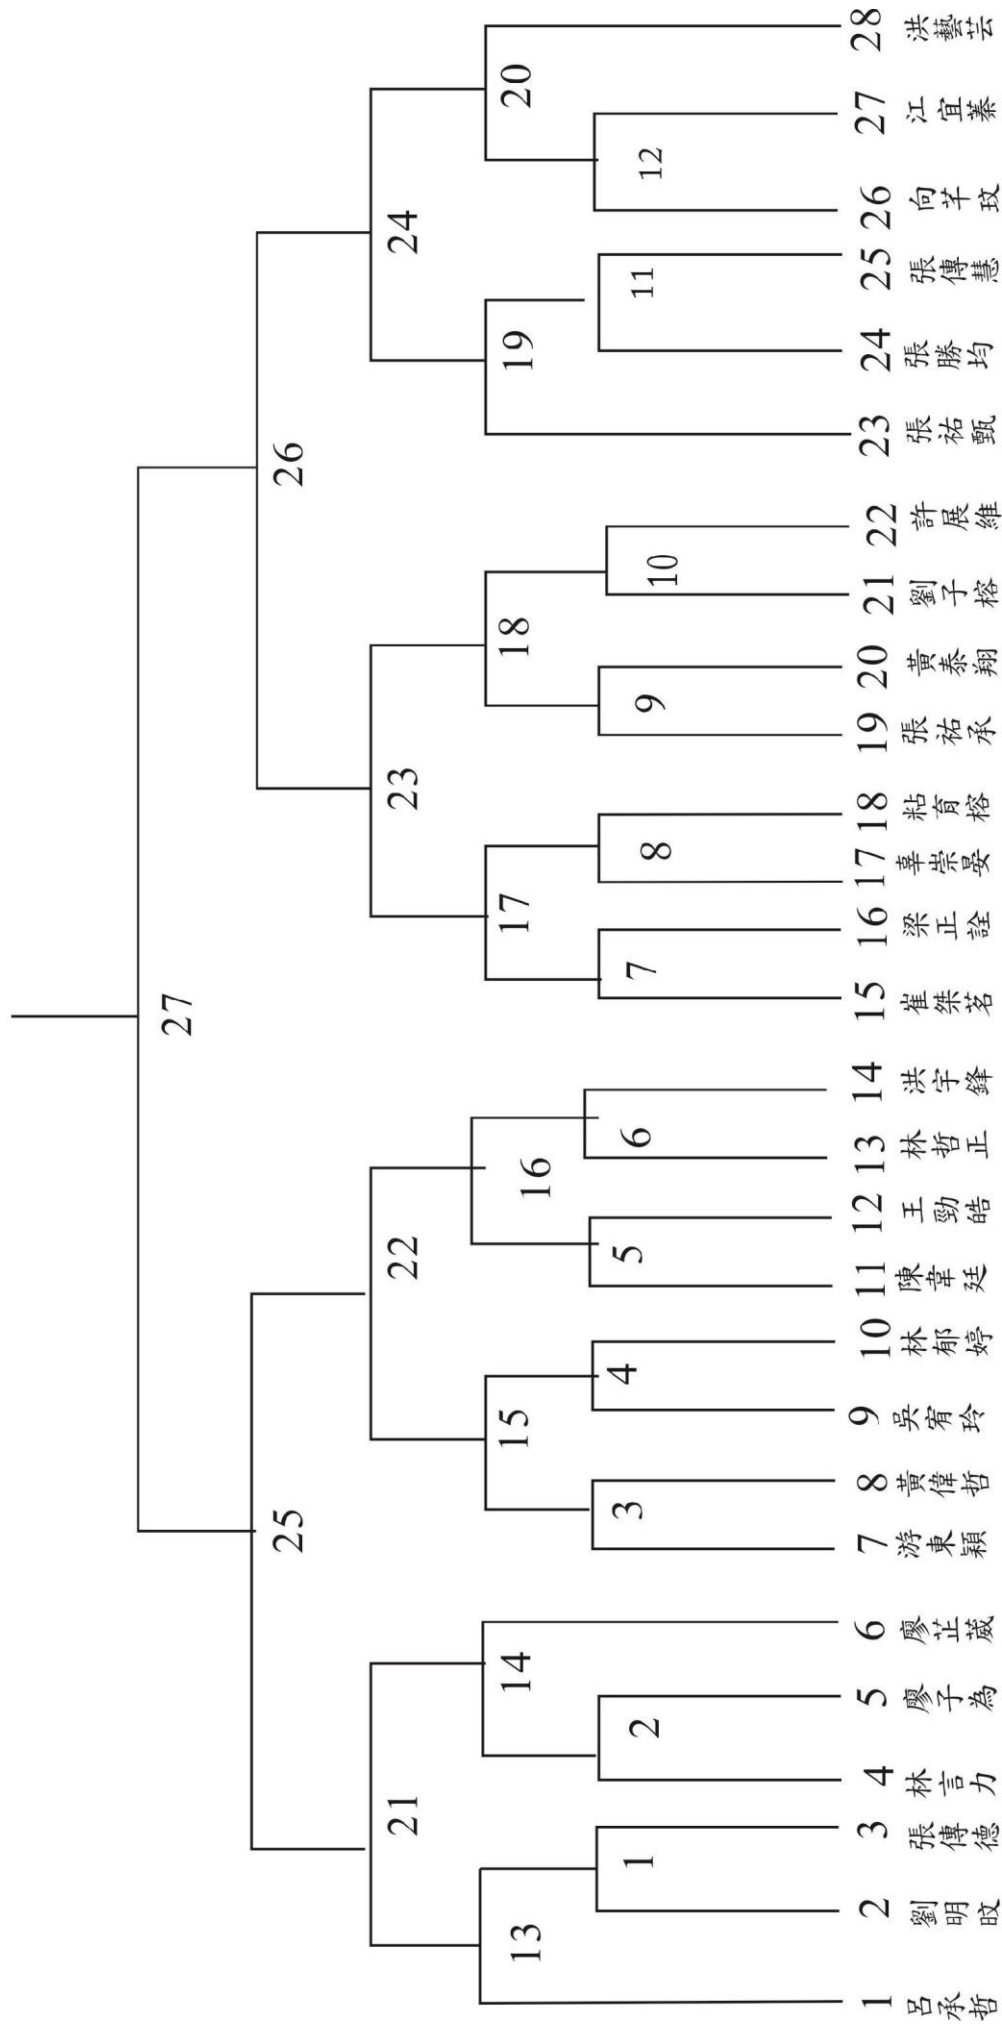 27
25
26
21
22
23
24
13
14
15
16
17
18
19
20
1
2
3
4
5
6
7
8
9
10
11
12
1 呂承哲
2 劉明旼
3 張傳德
4 林言力
5 廖子為
6 廖芷葳
7 游東穎
8 黃偉哲
9 吳宥玲
10 林郁婷
11 陳韋廷
12 王勁皓
13 林哲正
14 洪宇鋒
15 崔桀茗
16 梁正詮
17 辜崇晏
18 粘育榕
19 張祐承
20 黃泰翔
21 劉子榕
22 許展維
23 張祐甄
24 張勝均
25 張傳慧
26 向芊玟
27 江宜蓁
28 洪藝芸